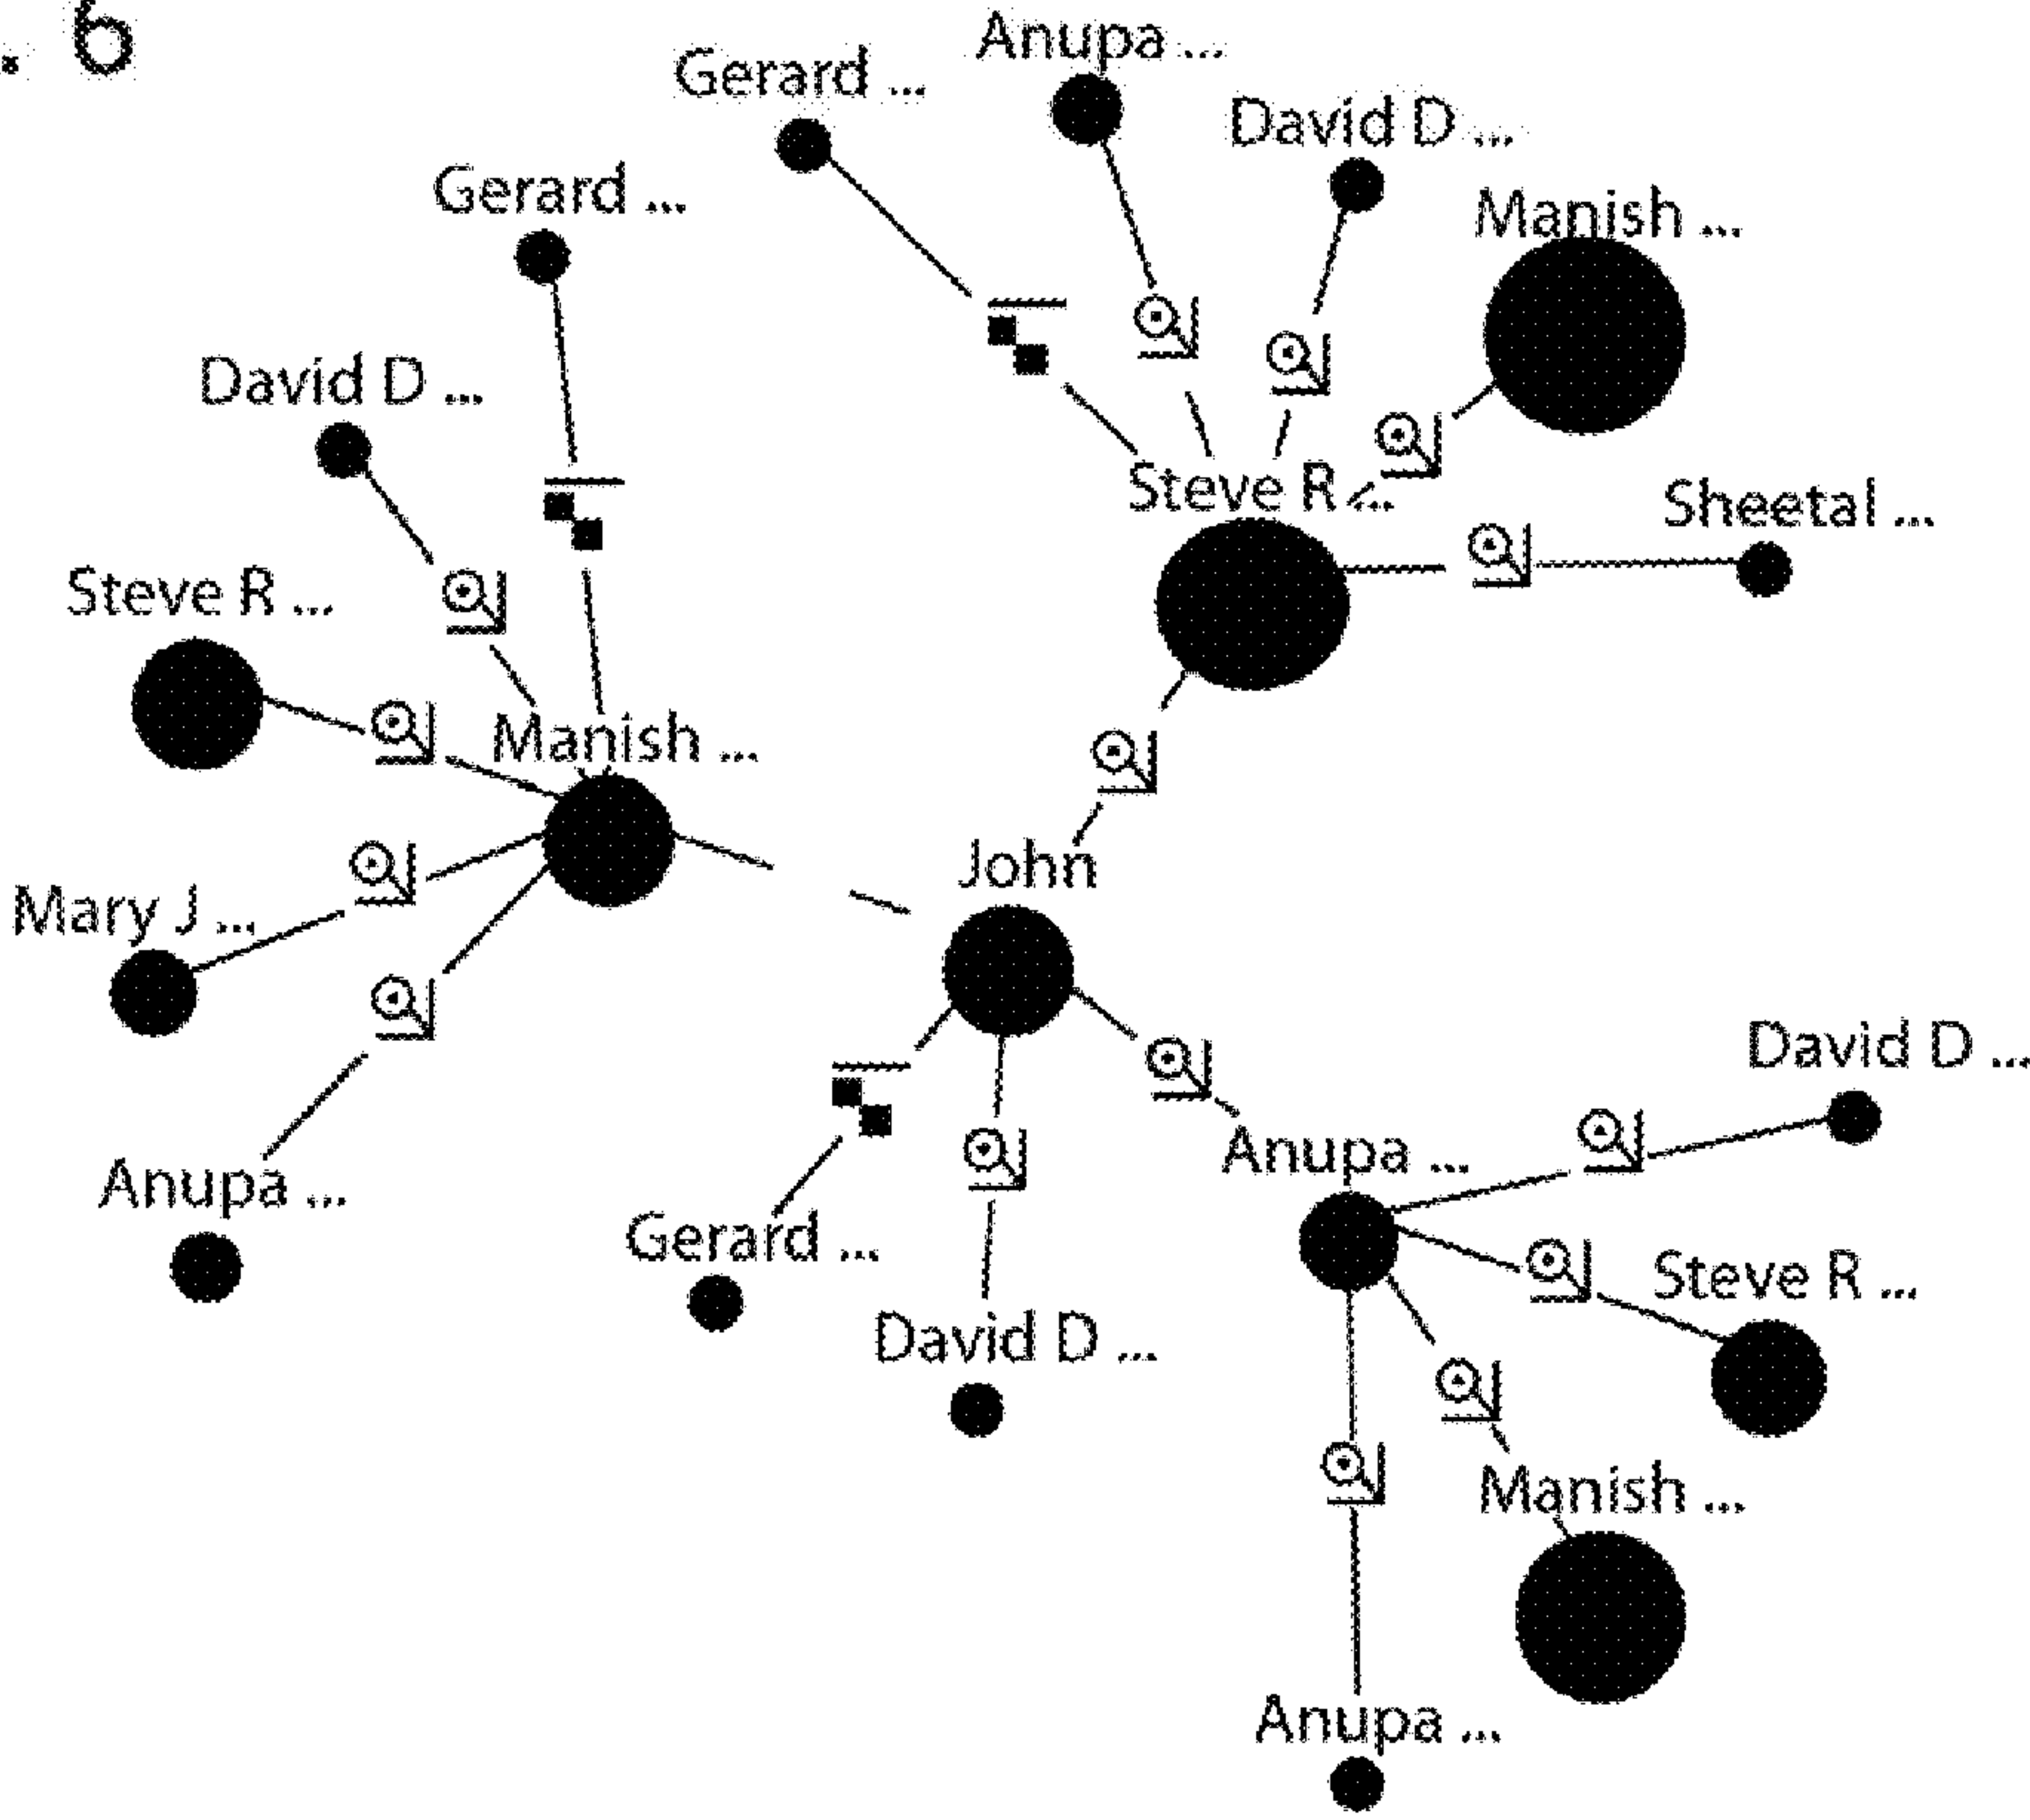 . 6
Anupa ...
Gerard ...
David D ...
Gerard ...
Manish ...
David D ...
Steve R ...
Sheetal ...
Steve R ...
Manish ...
John
Mary J ...
David D ...
Anupa ...
Anupa ...
Gerard ...
Steve R ...
David D ...
Manish ...
Anupa ...